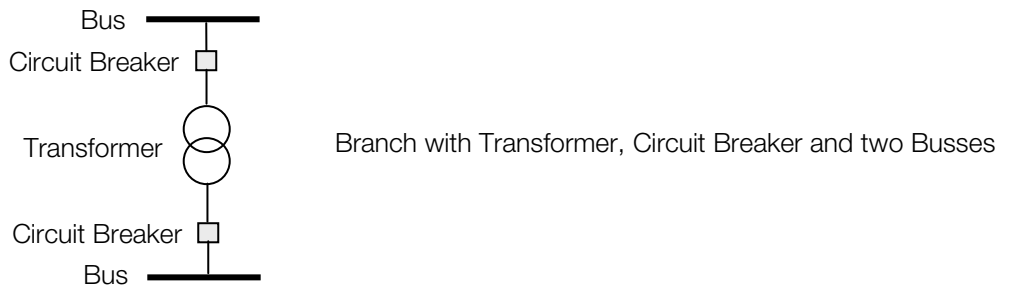 Bus
Circuit Breaker
Transformer
Branch with Transformer, Circuit Breaker and two Busses
Circuit Breaker
Bus